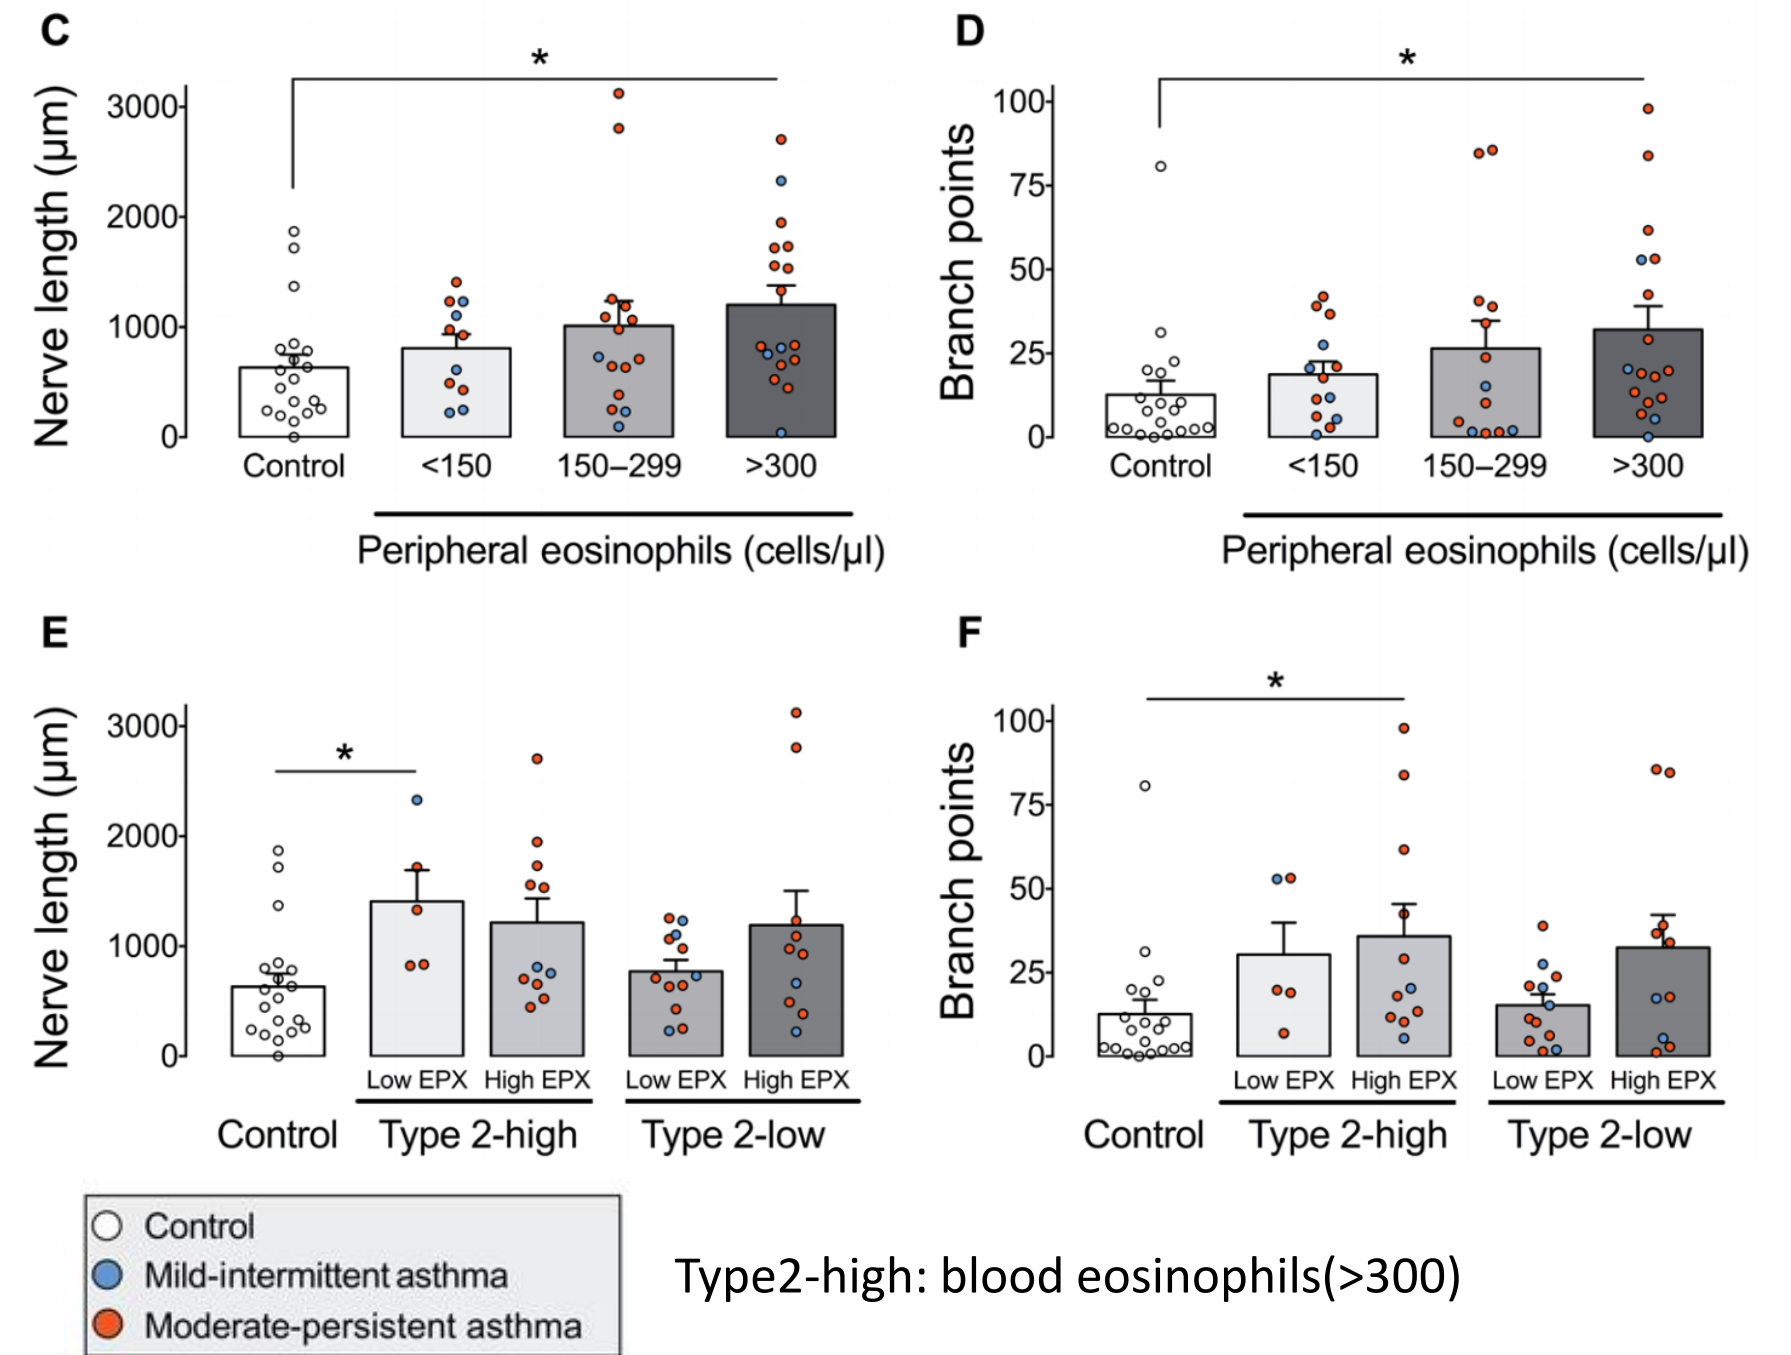 C
*
Nerve length (µm)
3000
2000
1000
0
Control <150 150–299 >300
Peripheral eosinophils (cells/µl)
D
*
Branch points
100
75
50
25
0
Control <150 150–299 >300
Peripheral eosinophils (cells/µl)
E
*
Nerve length (µm)
3000
2000
1000
0
Low EPX High EPX Low EPX High EPX
Control Type 2-high Type 2-low
F
*
Branch points
100
75
50
25
0
Low EPX High EPX Low EPX High EPX
Control Type 2-high Type 2-low
Control
Mild-intermittent asthma
Moderate-persistent asthma
Type2-high: blood eosinophils(>300)